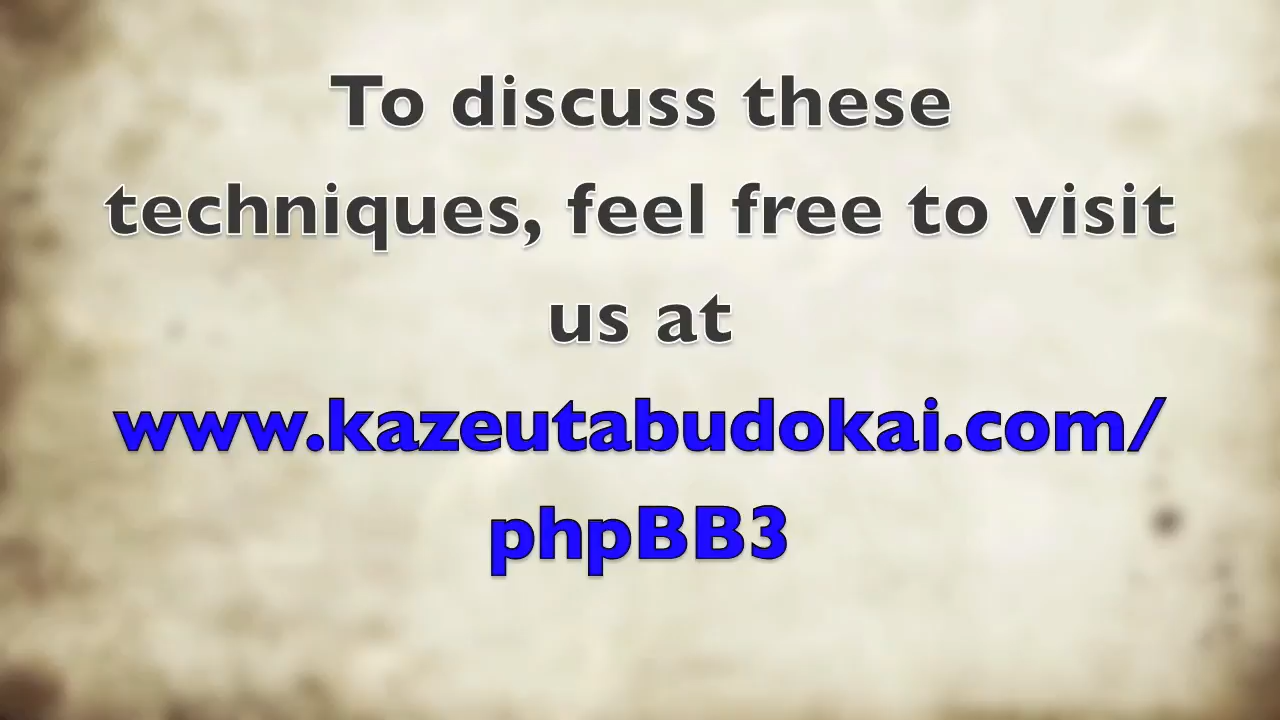 To discuss these
techniques, feel free to visit
us at
www.kazeutabudokai.com/
phpBB3